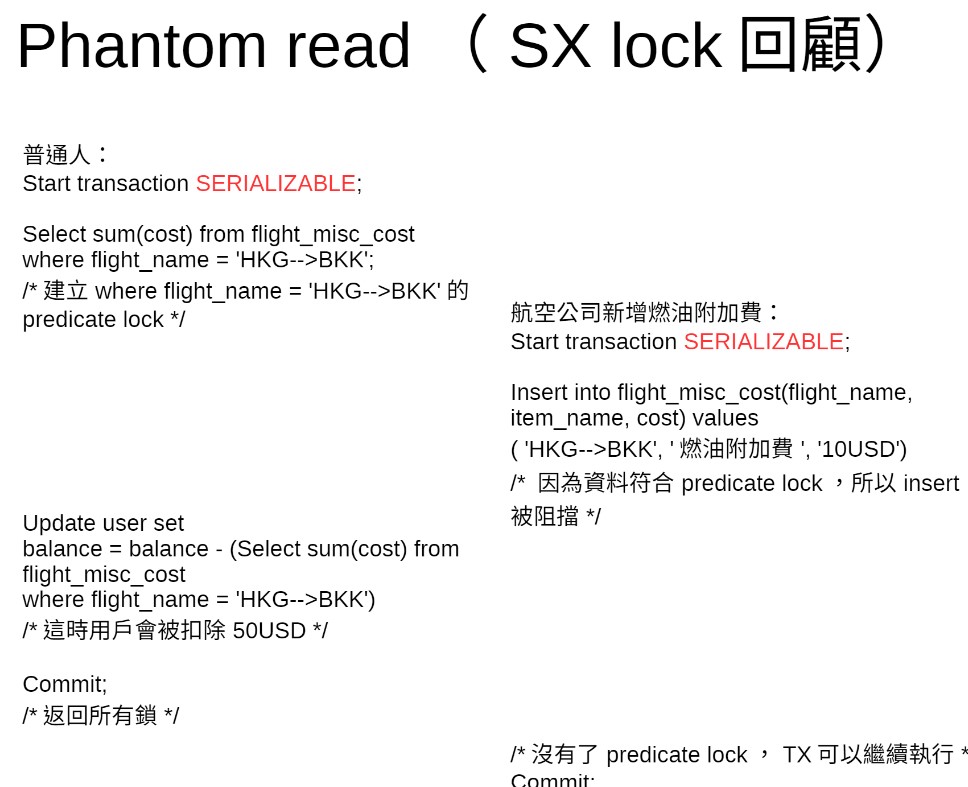 Phantom read （ SX lock 回顧）
普通人：
Start transaction SERIALIZABLE;
Select sum(cost) from flight_misc_cost
where flight_name = 'HKG-->BKK';
/* 建立 where flight_name = 'HKG-->BKK' 的
predicate lock */
航空公司新增燃油附加費：
Start transaction SERIALIZABLE;
Insert into flight_misc_cost(flight_name,
item_name, cost) values
( 'HKG-->BKK', ' 燃油附加費 ', '10USD')
/*  因為資料符合 predicate lock ，所以 insert
被阻擋 */
Update user set
balance = balance - (Select sum(cost) from
flight_misc_cost
where flight_name = 'HKG-->BKK')
/* 這時用戶會被扣除 50USD */
Commit;
/* 返回所有鎖 */
/* 沒有了 predicate lock ， TX 可以繼續執行 *
Commit;